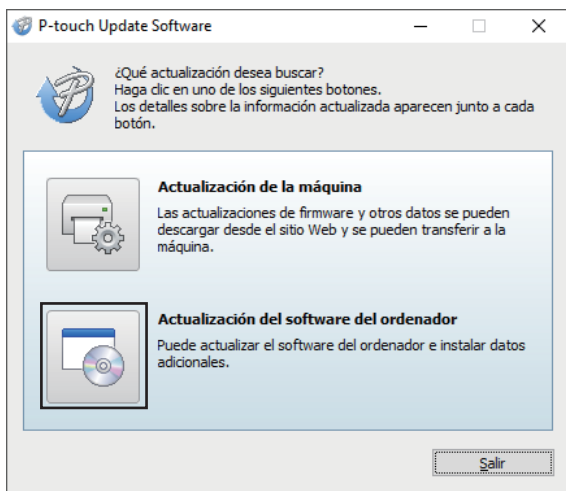 P-touch Update Software
¿Qué actualización desea buscar?
Haga clic en uno de los siguientes botones.
Los detalles sobre la información actualizada aparecen junto a cada
botón.
Actualización de la máquina
Las actualizaciones de firmware y otros datos se pueden
descargar desde el sitio Web y se pueden transferir a la
máquina.
Actualización del software del ordenador
Puede actualizar el software del ordenador e instalar datos
adicionales.
Salir